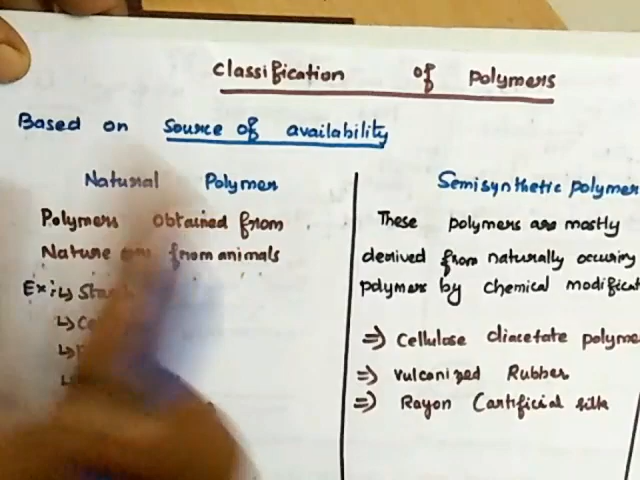 Classification of Polymers
Based on Source of availability
Natural Polymer
Polymers obtained from
Nature from animals
Ex:
Semisynthetic polymer
These polymers are mostly
derived from naturally occuring
polymers by chemical modificat
⇒ Cellulose diacetate polyme
⇒ Vulcanized Rubber
⇒ Rayon (artificial silk